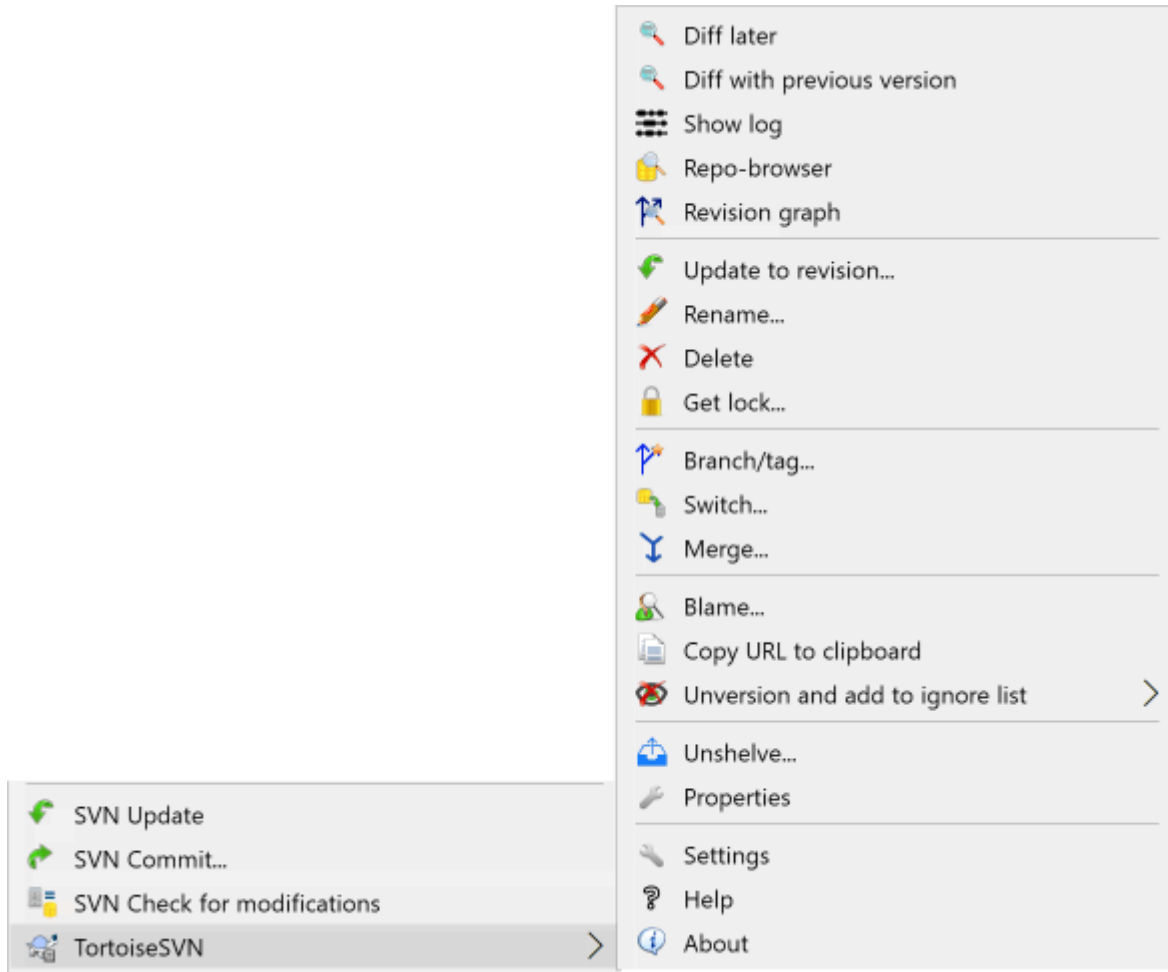 Diff later
Diff with previous version
Show log
Repo-browser
Revision graph
Update to revision...
Rename...
Delete
Get lock...
Branch/tag...
Switch...
Merge...
Blame...
Copy URL to clipboard
Unversion and add to ignore list
Unshelve...
Properties
Settings
Help
About
SVN Update
SVN Commit...
SVN Check for modifications
TortoiseSVN